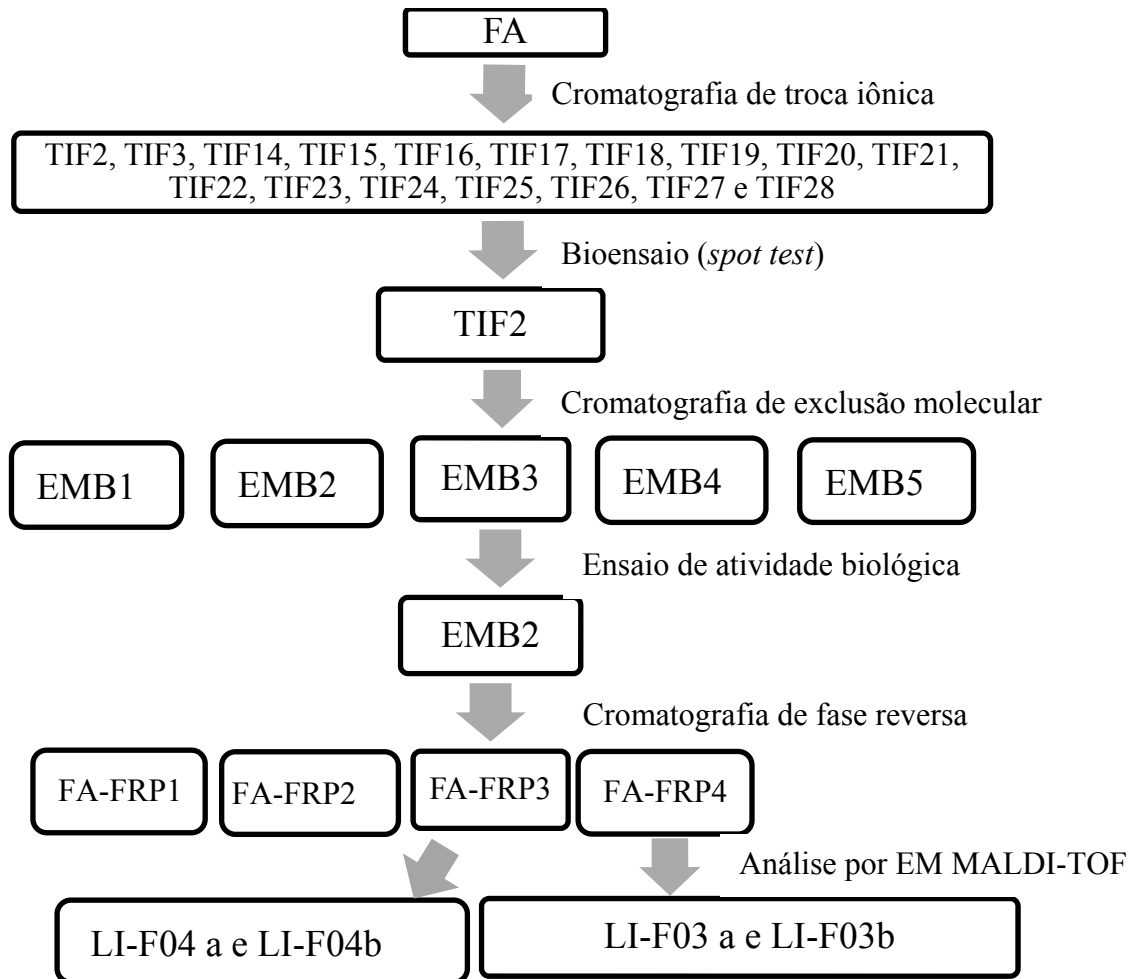 FA
Cromatografia de troca iônica
TIF2, TIF3, TIF14, TIF15, TIF16, TIF17, TIF18, TIF19, TIF20, TIF21,
TIF22, TIF23, TIF24, TIF25, TIF26, TIF27 e TIF28
Bioensaio (spot test)
TIF2
Cromatografia de exclusão molecular
EMB1
EMB2
EMB3
EMB4
EMB5
Ensaio de atividade biológica
EMB2
Cromatografia de fase reversa
FA-FRP1
FA-FRP2
FA-FRP3
FA-FRP4
Análise por EM MALDI-TOF
LI-F04 a e LI-F04b
LI-F03 a e LI-F03b